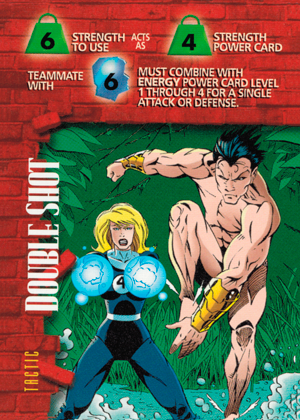 6 STRENGTH TO USE ACTS AS 4 STRENGTH POWER CARD
TEAMMATE WITH 6 MUST COMBINE WITH
ENERGY POWER CARD LEVEL
1 THROUGH 4 FOR A SINGLE
ATTACK OR DEFENSE.
DOUBLE SHOT
TACTIC
4